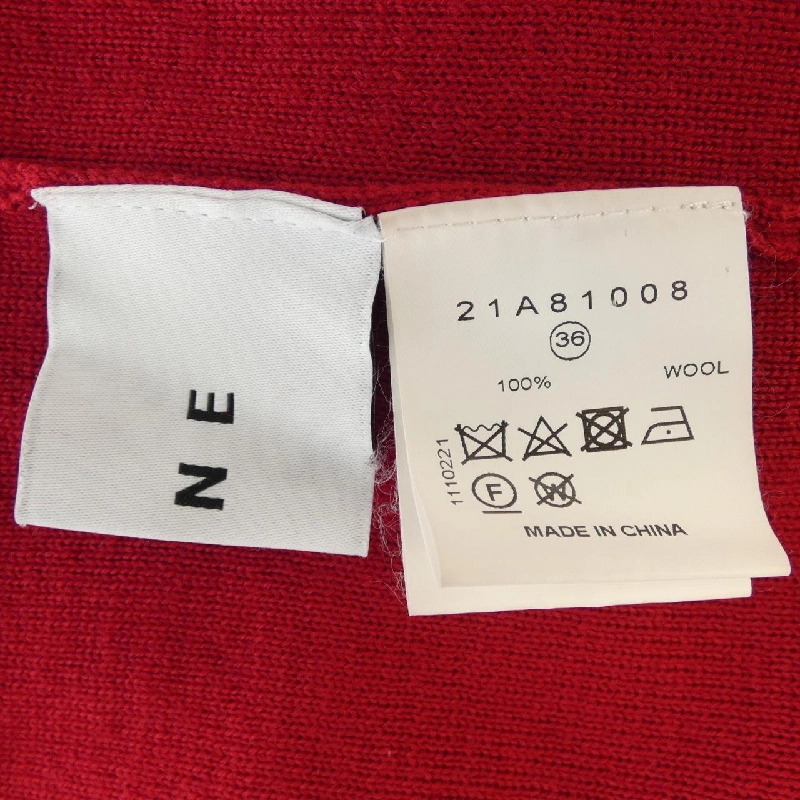 NE
21A81008
36
100% WOOL
1110221
F W
MADE IN CHINA